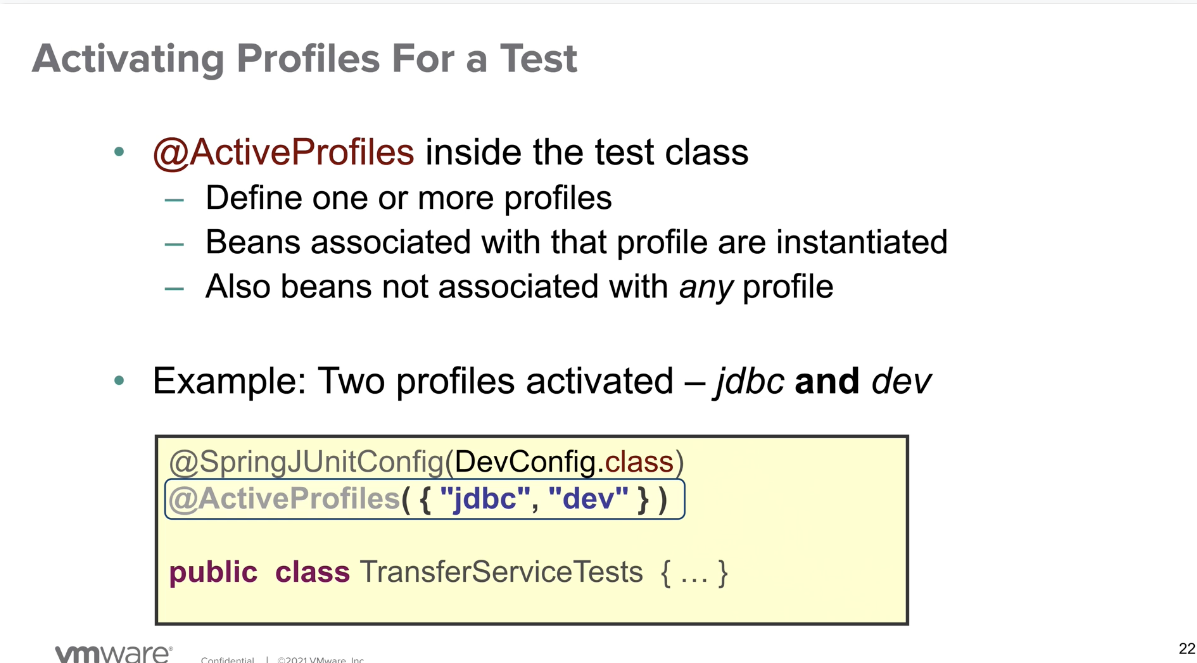 Activating Profiles For a Test
• @ActiveProfiles inside the test class
– Define one or more profiles
– Beans associated with that profile are instantiated
– Also beans not associated with any profile
• Example: Two profiles activated – jdbc and dev
@SpringJUnitConfig(DevConfig.class)
@ActiveProfiles( { "jdbc", "dev" } )
public class TransferServiceTests { … }
vmware® Confidential | ©2021 VMware, Inc.
22